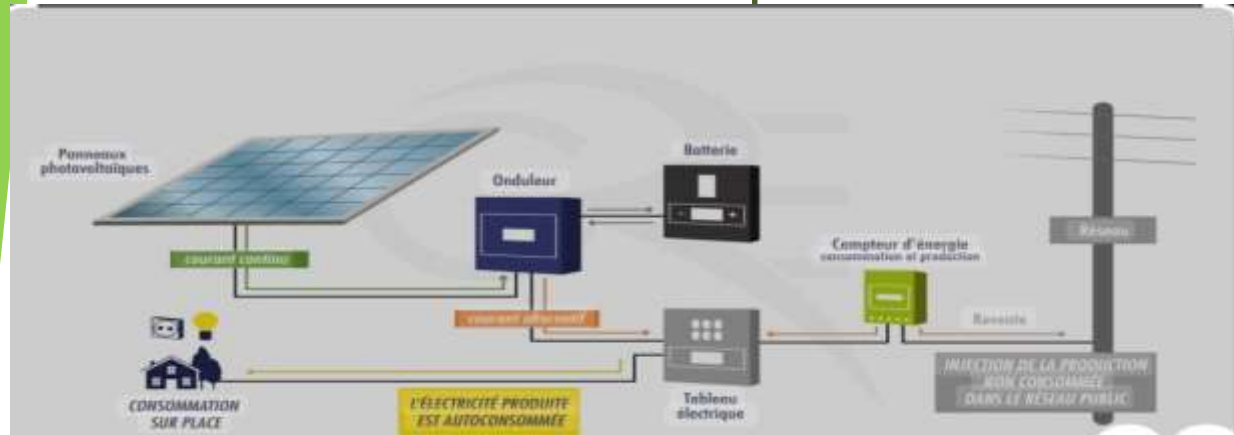 Panneaux
photovoltaïques
Onduleur
Batterie
Compteur d'énergie
consommation et production
Réseau
courant continu
courant alternatif
Revente
CONSOMMATION
SUR PLACE
L'ÉLECTRICITÉ PRODUITE
EST AUTOCONSOMMÉE
Tableau
électrique
INJECTION DE LA PRODUCTION
NON CONSOMMÉE
DANS LE RÉSEAU PUBLIC